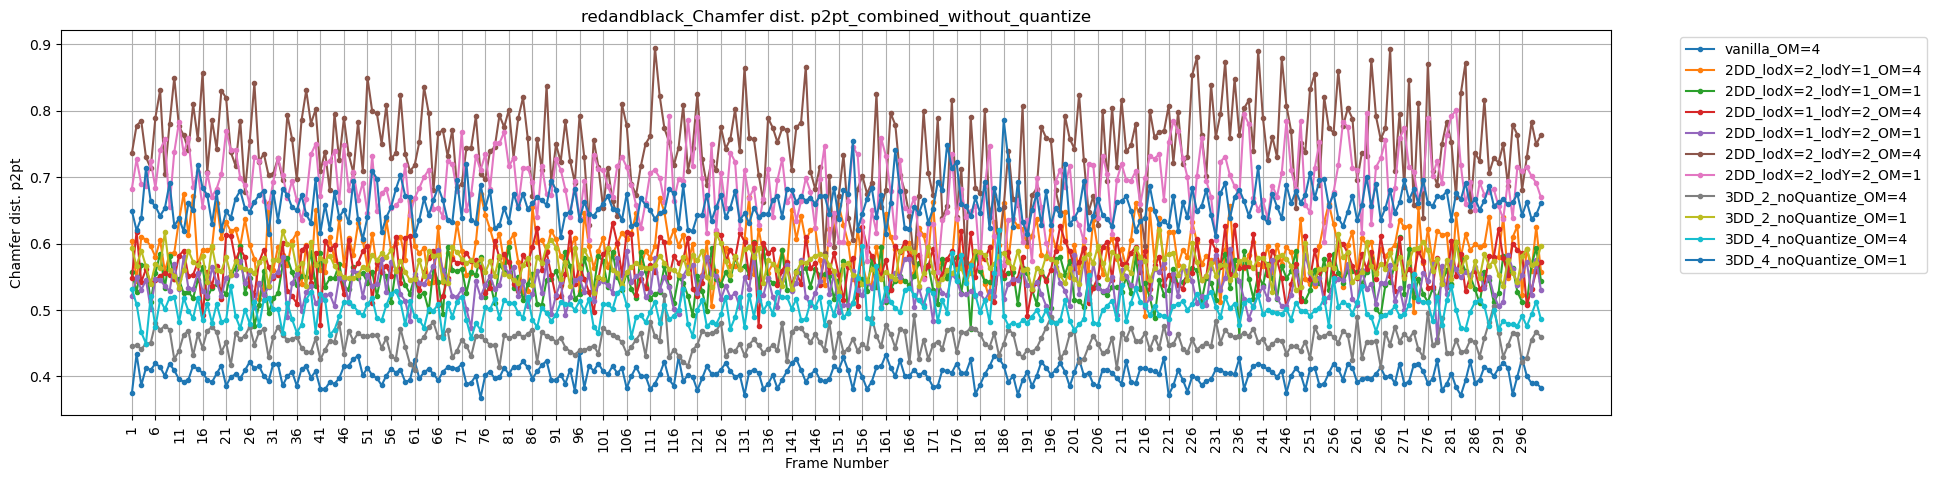 redandblack_Chamfer dist. p2pt_combined_without_quantize
Chamfer dist. p2pt
0.9
0.8
0.7
0.6
0.5
0.4
1 6 11 16 21 26 31 36 41 46 51 56 61 66 71 76 81 86 91 96 101 106 111 116 121 126 131 136 141 146 151 156 161 166 171 176 181 186 191 196 201 206 211 216 221 226 231 236 241 246 251 256 261 266 271 276 281 286 291 296
Frame Number
vanilla_OM=4
2DD_lodX=2_lodY=1_OM=4
2DD_lodX=2_lodY=1_OM=1
2DD_lodX=1_lodY=2_OM=4
2DD_lodX=1_lodY=2_OM=1
2DD_lodX=2_lodY=2_OM=4
2DD_lodX=2_lodY=2_OM=1
3DD_2_noQuantize_OM=4
3DD_2_noQuantize_OM=1
3DD_4_noQuantize_OM=4
3DD_4_noQuantize_OM=1